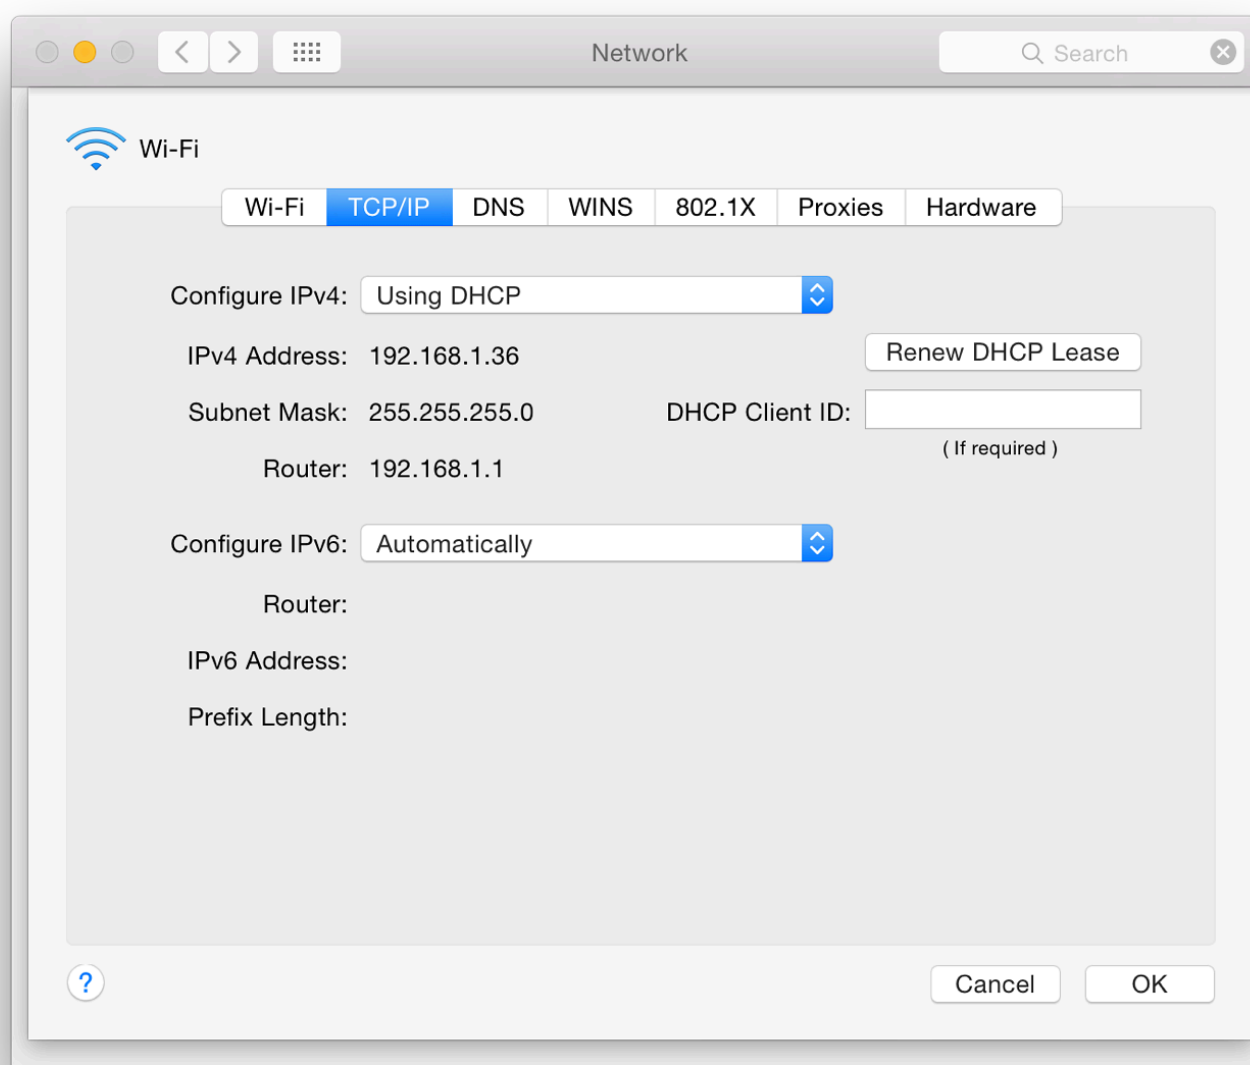 Network
Search
Wi-Fi
Wi-Fi TCP/IP DNS WINS 802.1X Proxies Hardware
Configure IPv4: Using DHCP
IPv4 Address: 192.168.1.36 Renew DHCP Lease
Subnet Mask: 255.255.255.0 DHCP Client ID:
( If required )
Router: 192.168.1.1
Configure IPv6: Automatically
Router:
IPv6 Address:
Prefix Length:
? Cancel OK